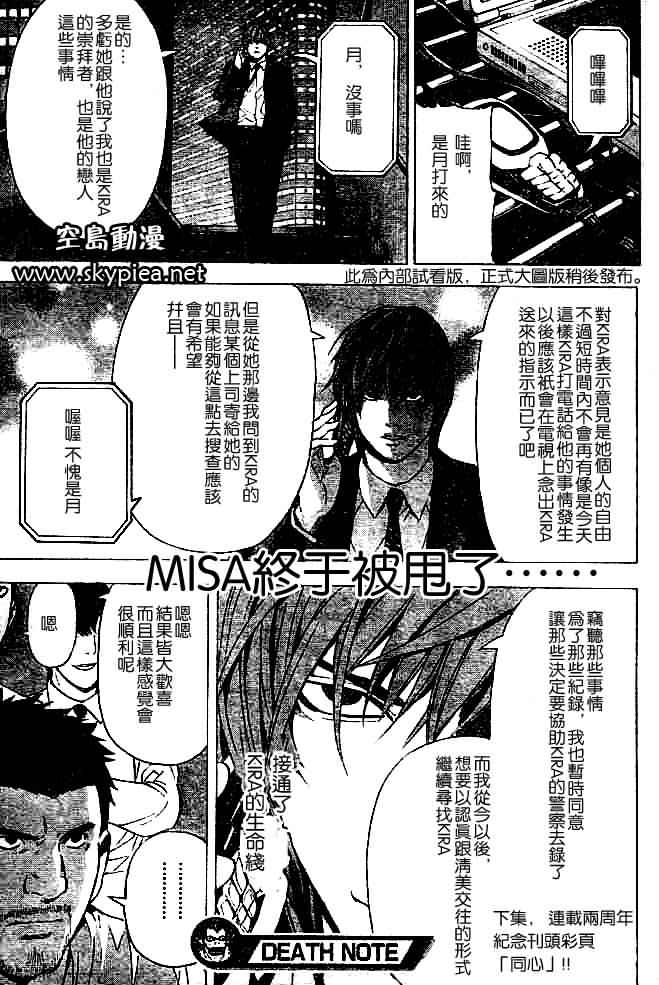 嗶嗶嗶
哇啊，
是月打來
的
月，沒事嗎
是的…
多虧她跟他說了我也是KIRA
的崇拜者，也是他的戀人
這些事情
空島動漫
www.skypiea.net
此為內部試看版，正式大圖版稍後發布。
對KIRA表示意見是她個人的自由
不過短時間內不會再有像是今天
這樣KIRA打電話給他的事情發生
以後應該祇會在電視上念出KIRA
送來的指示而已了吧
但是從她那邊我問到KIRA的
訊息某個上司寄給她的
如果能夠從這點去搜查應該
會有希望
幷且——
喔喔 不愧是月
MISA終手被甩了······
竊聽那些事情
為了那些紀錄，我也暫時同意
讓那些決定要協助KIRA的警察去錄了
而我從今以後，
想要以認眞跟清美交往的形式
繼續尋找KIRA
接通了
KIRA的生命綫
嗯嗯
結果皆大歡喜
而且這樣感覺會
很順利呢
嗯
………
下集，連載兩周年
紀念刊頭彩頁
「同心」!!
DEATH NOTE